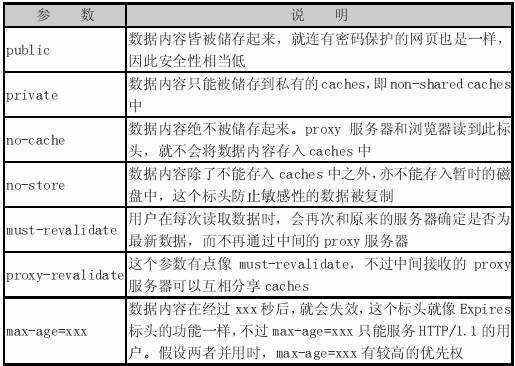 参 数 说 明
public
数据内容皆被储存起来，就连有密码保护的网页也是一样，
因此安全性相当低
private
数据内容只能被储存到私有的 caches，即 non-shared caches
中
no-cache
数据内容绝不被储存起来。proxy 服务器和浏览器读到此标
头，就不会将数据内容存入 caches 中
no-store
数据内容除了不能存入 caches 中之外，亦不能存入暂时的磁
盘中，这个标头防止敏感性的数据被复制
must-revalidate
用户在每次读取数据时，会再次和原来的服务器确定是否为
最新数据，而不再通过中间的 proxy 服务器
proxy-revalidate
这个参数有点像 must-revalidate，不过中间接收的 proxy
服务器可以互相分享 caches
max-age=xxx
数据内容在经过 xxx 秒后，就会失效，这个标头就像 Expires
标头的功能一样，不过 max-age=xxx 只能服务 HTTP/1.1 的用
户。假设两者并用时，max-age=xxx 有较高的优先权